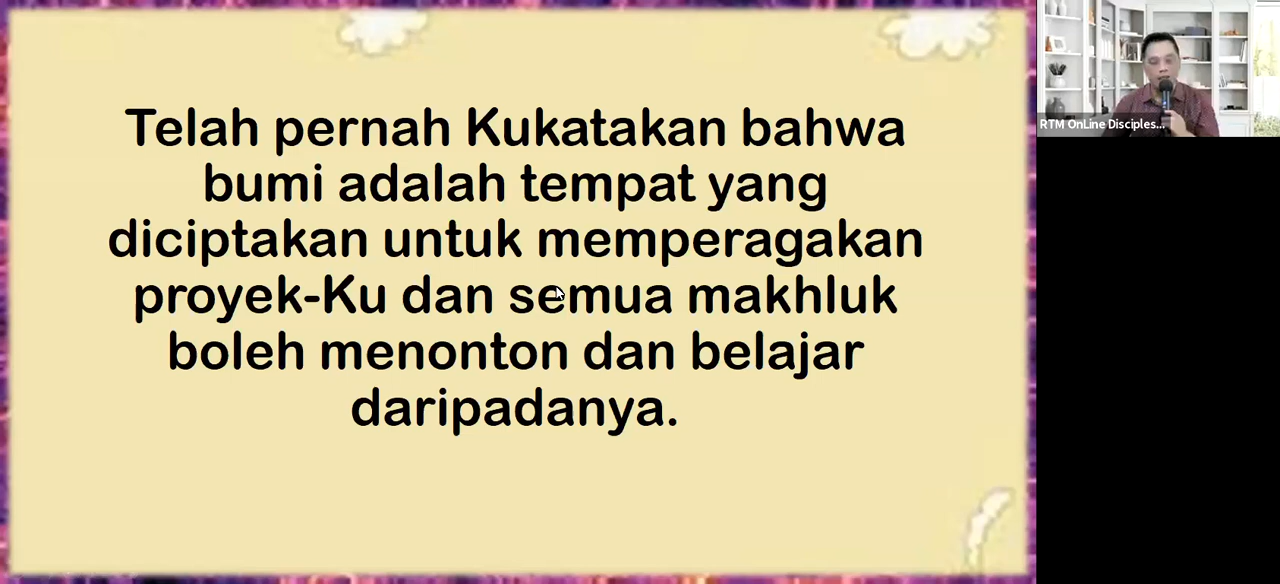 Telah pernah Kukatakan bahwa
bumi adalah tempat yang
diciptakan untuk memperagakan
proyek-Ku dan semua makhluk
boleh menonton dan belajar
daripadanya.
RTM OnLine Disciples...